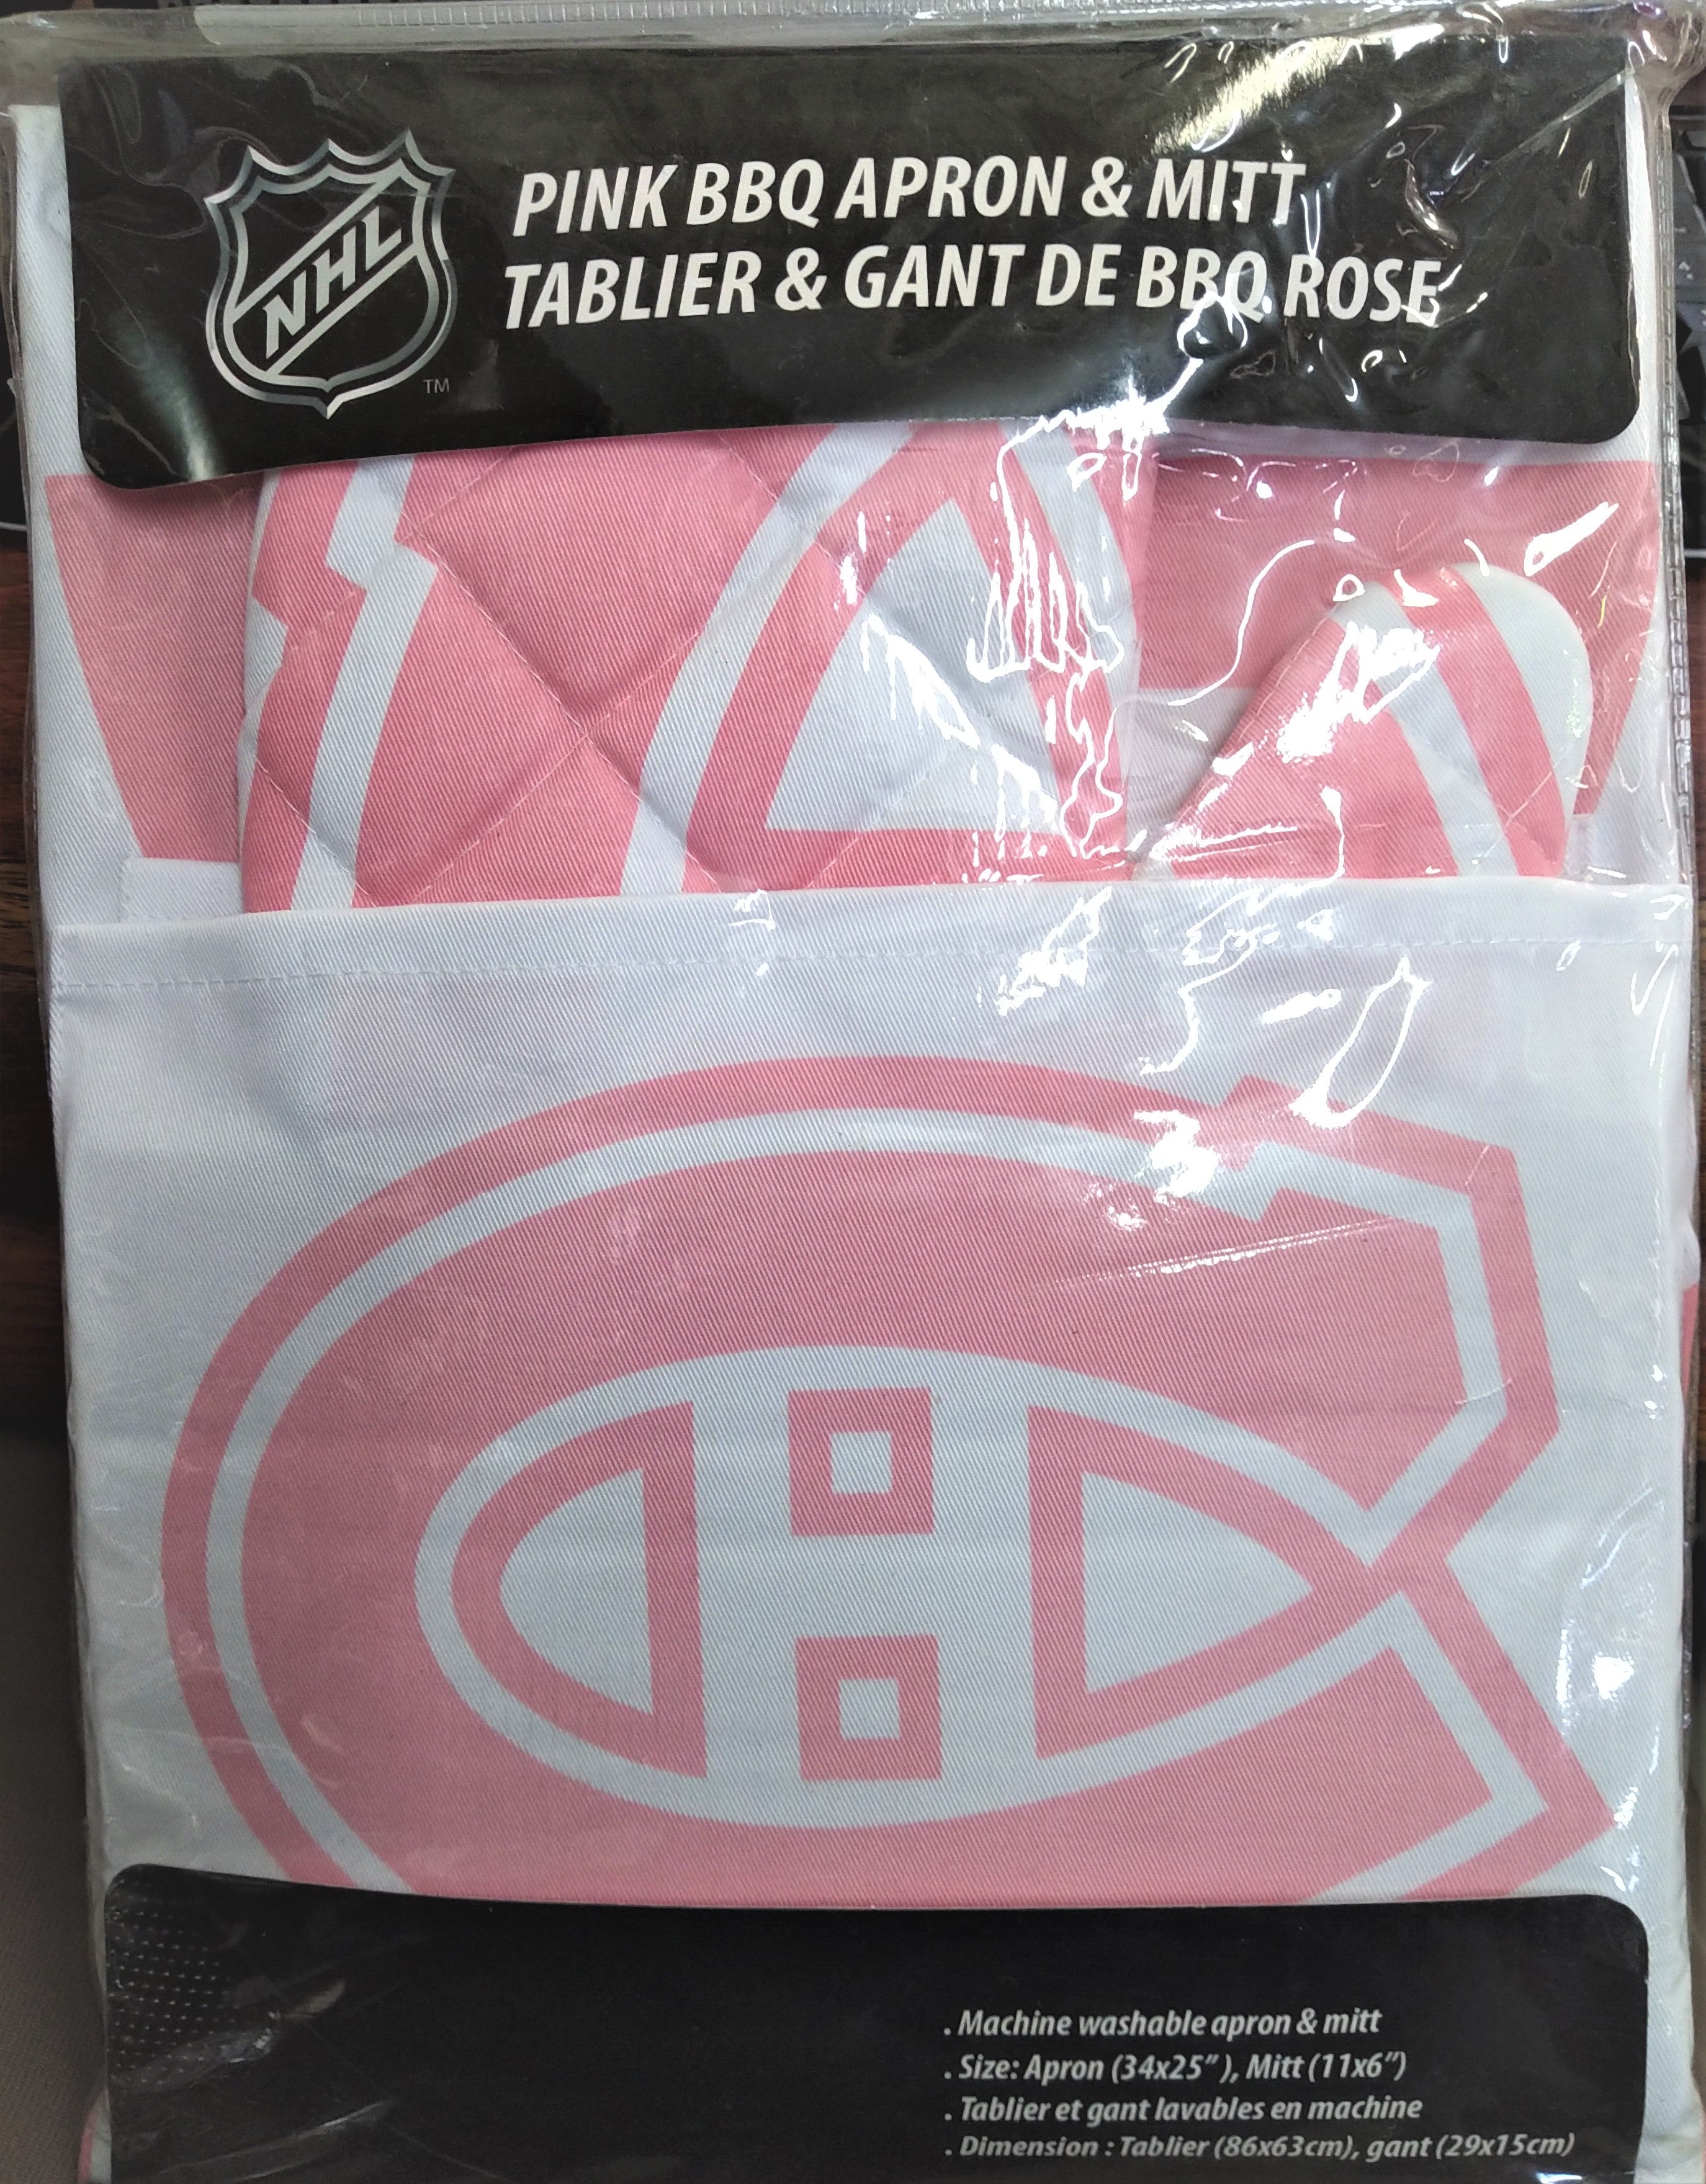 NHL
TM
PINK BBQ APRON & MITT
TABLIER & GANT DE BBQ ROSE
. Machine washable apron & mitt
. Size: Apron (34x25"), Mitt (11x6")
. Tablier et gant lavables en machine
. Dimension : Tablier (86x63cm), gant (29x15cm)